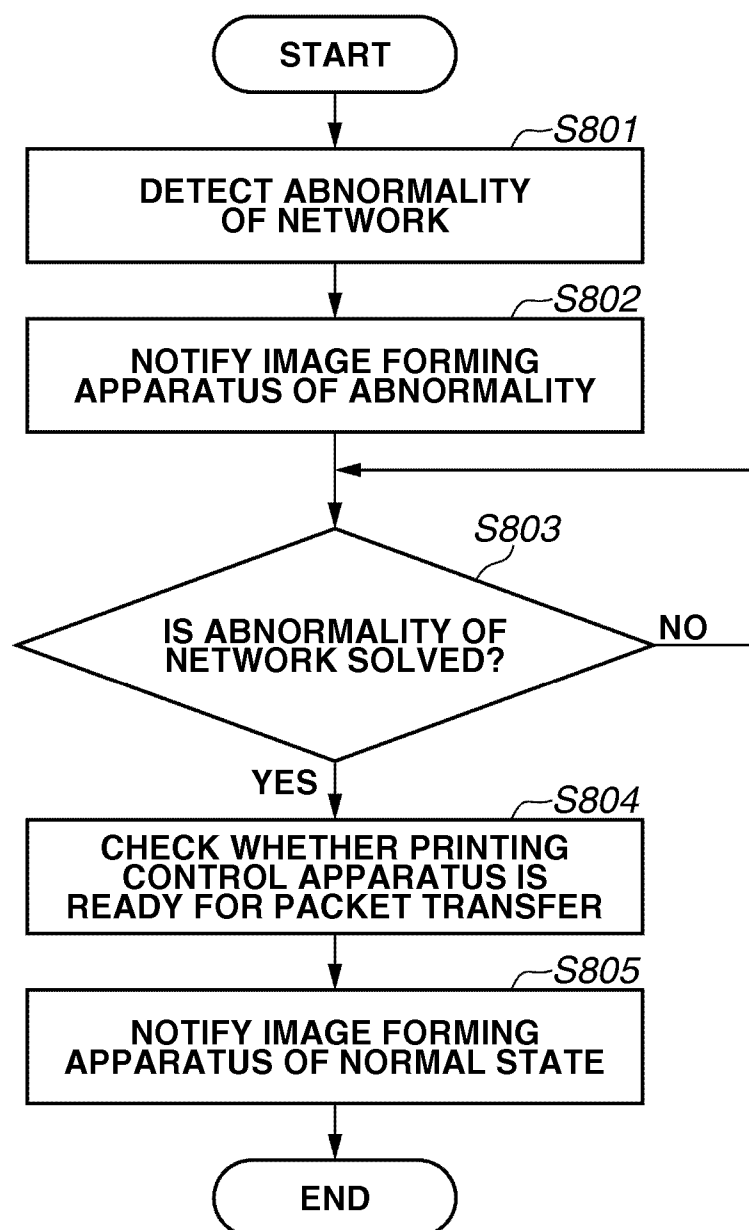 START
S801
DETECT ABNORMALITY
OF NETWORK
S802
NOTIFY IMAGE FORMING
APPARATUS OF ABNORMALITY
S803
IS ABNORMALITY OF
NETWORK SOLVED?
NO
YES
S804
CHECK WHETHER PRINTING
CONTROL APPARATUS IS
READY FOR PACKET TRANSFER
S805
NOTIFY IMAGE FORMING
APPARATUS OF NORMAL STATE
END